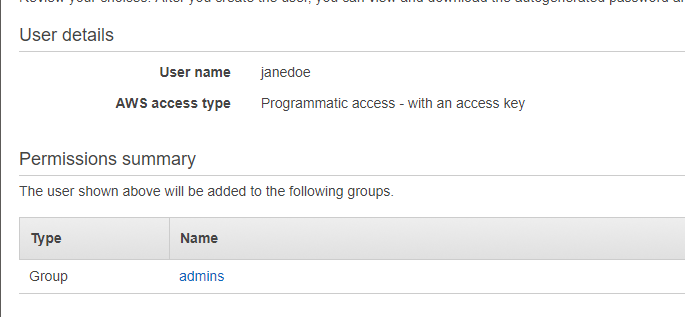 Review your choices. After you create the user, you can view and download the autogenerated password an
User details
User name janedoe
AWS access type Programmatic access - with an access key
Permissions summary
The user shown above will be added to the following groups.
Type Name
Group admins